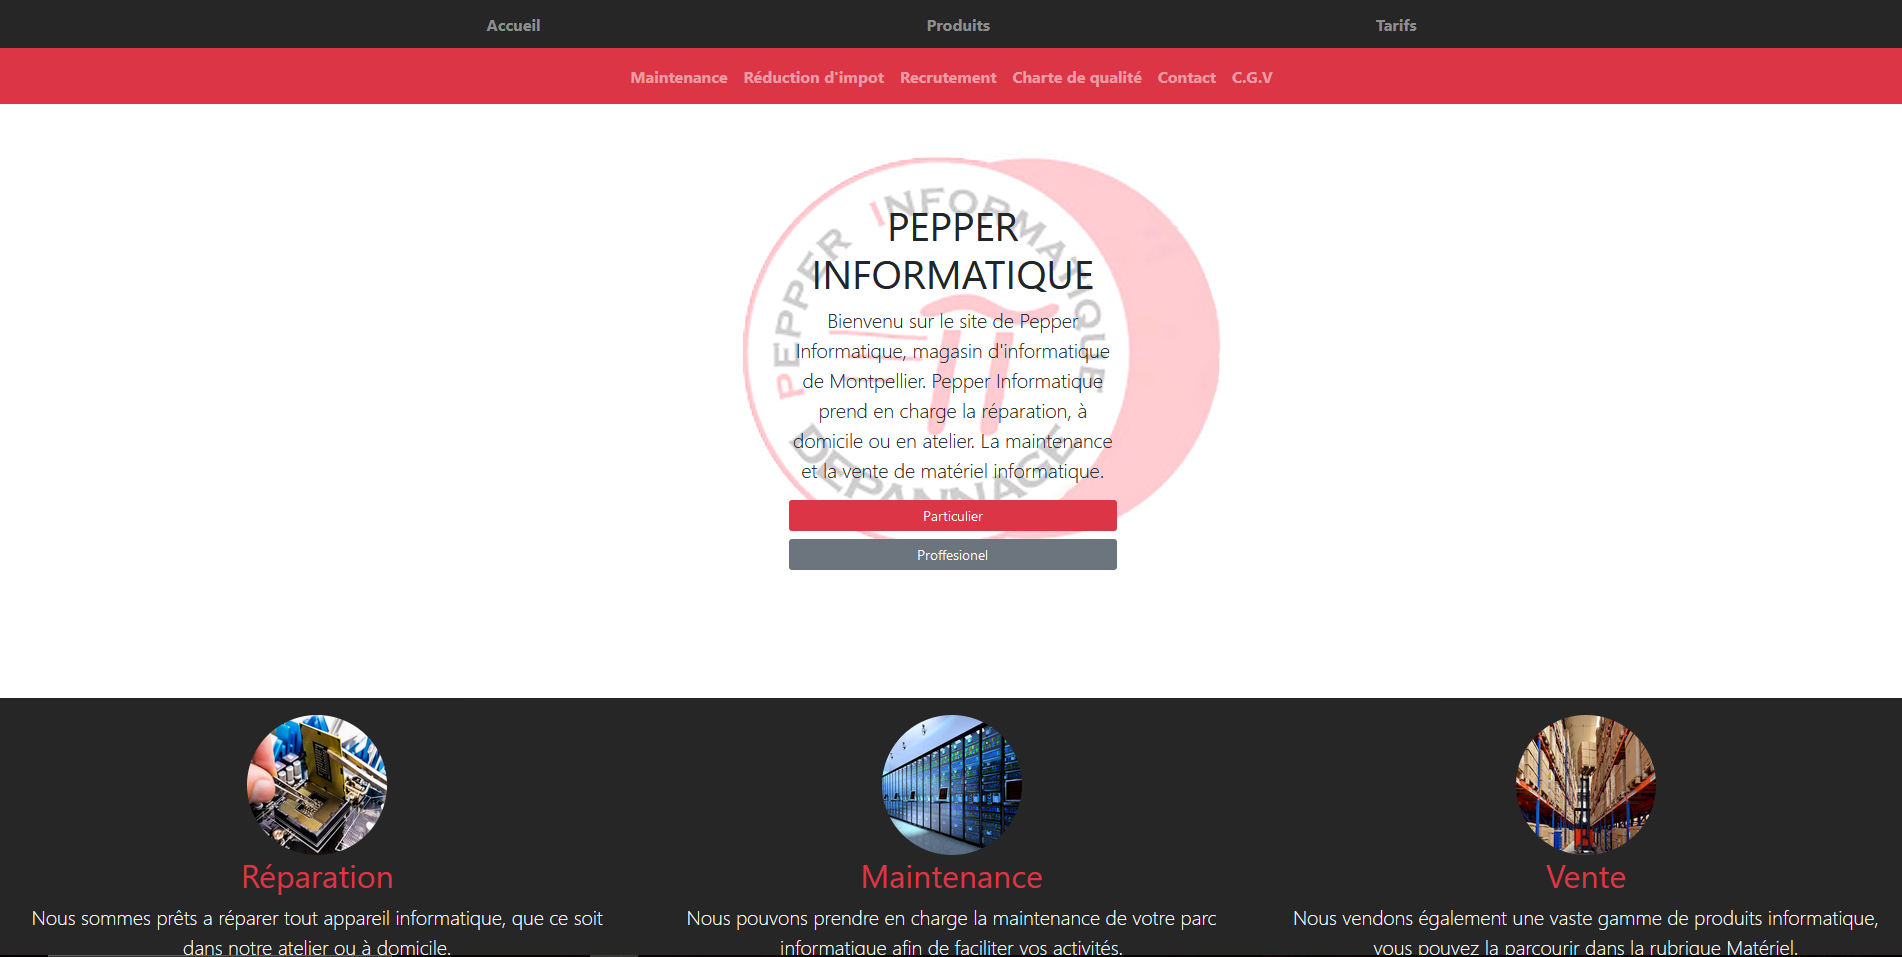 Accueil Produits Tarifs
Maintenance Réduction d'impot Recrutement Charte de qualité Contact C.G.V
PEPPER INFORMATIQUE
DEPANNAGE
PEPPER
INFORMATIQUE
Bienvenu sur le site de Pepper
Informatique, magasin d'informatique
de Montpellier. Pepper Informatique
prend en charge la réparation, à
domicile ou en atelier. La maintenance
et la vente de matériel informatique.
Particulier
Proffesionel
Réparation
Nous sommes prêts a réparer tout appareil informatique, que ce soit
dans notre atelier ou à domicile.
Maintenance
Nous pouvons prendre en charge la maintenance de votre parc
informatique afin de faciliter vos activités.
Vente
Nous vendons également une vaste gamme de produits informatique,
vous pouvez la parcourir dans la rubrique Matériel.